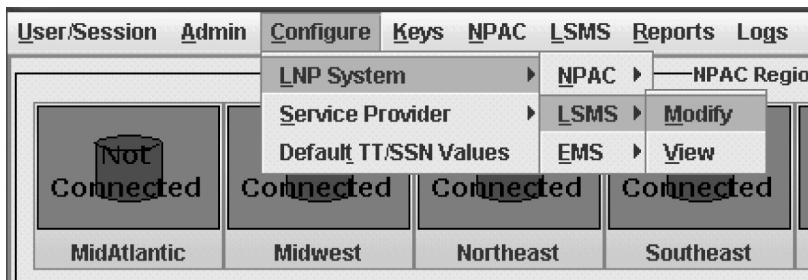 User/Session Admin Configure Keys NPAC LSMS Reports Logs
LNP System NPAC NPAC Regio
Service Provider LSMS Modify
Default TT/SSN Values EMS View
Not
Connected Connected Connected Connected
MidAtlantic Midwest Northeast Southeast